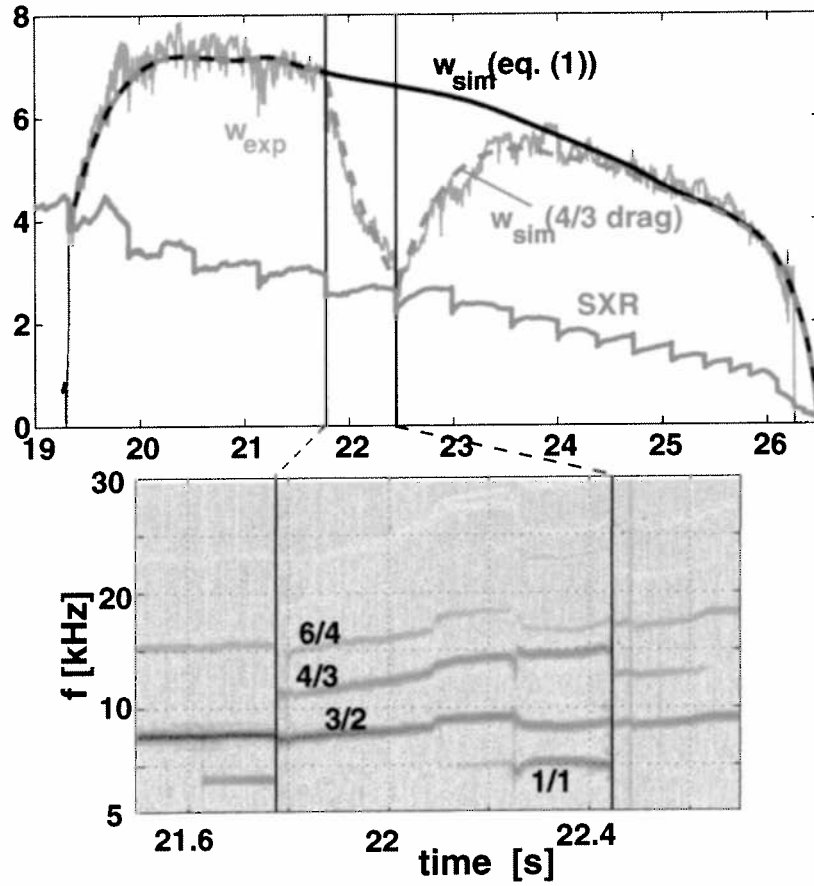 8
w_sim (eq. (1))
6
w_exp
4
w_sim (4/3 drag)
SXR
2
0
19 20 21 22 23 24 25 26
30
20
6/4
f [kHz]
4/3
10
3/2
1/1
5
21.6 22 22.4
time [s]